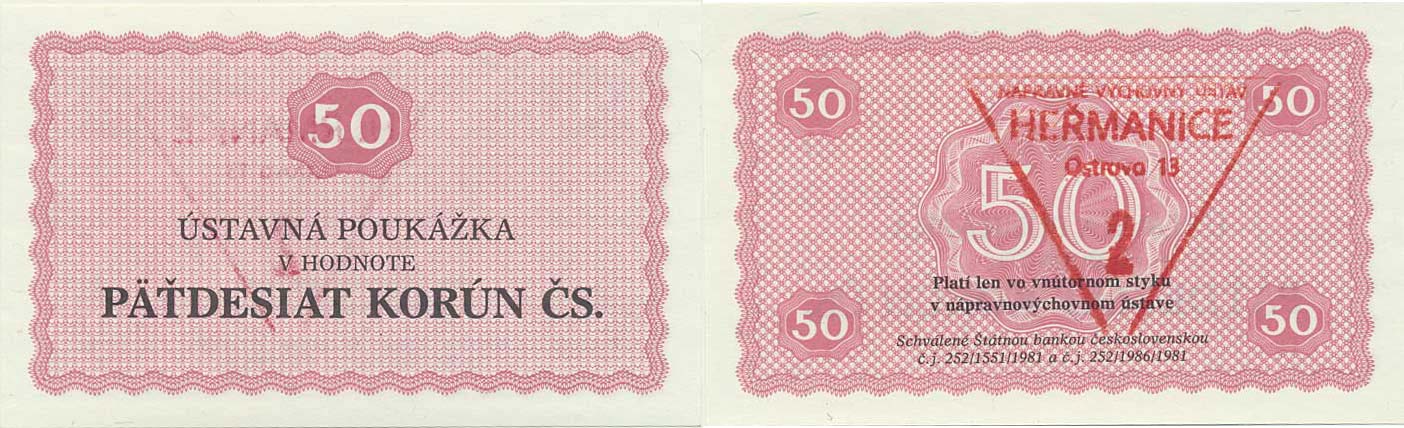 50
ÚSTAVNÁ POUKÁŽKA
V HODNOTE
PÄŤDESIAT KORÚN ČS.
50
50
NÁPRAVNĚ VÝCHOVNÝ ÚSTAV
HEŘMANICE
Ostrava 13
50
2
Platí len vo vnútornom styku
v nápravnovýchovnom ústave
50
50
Schválené Štátnou bankou československou
č. j. 252/1551/1981 a č. j. 252/1986/1981